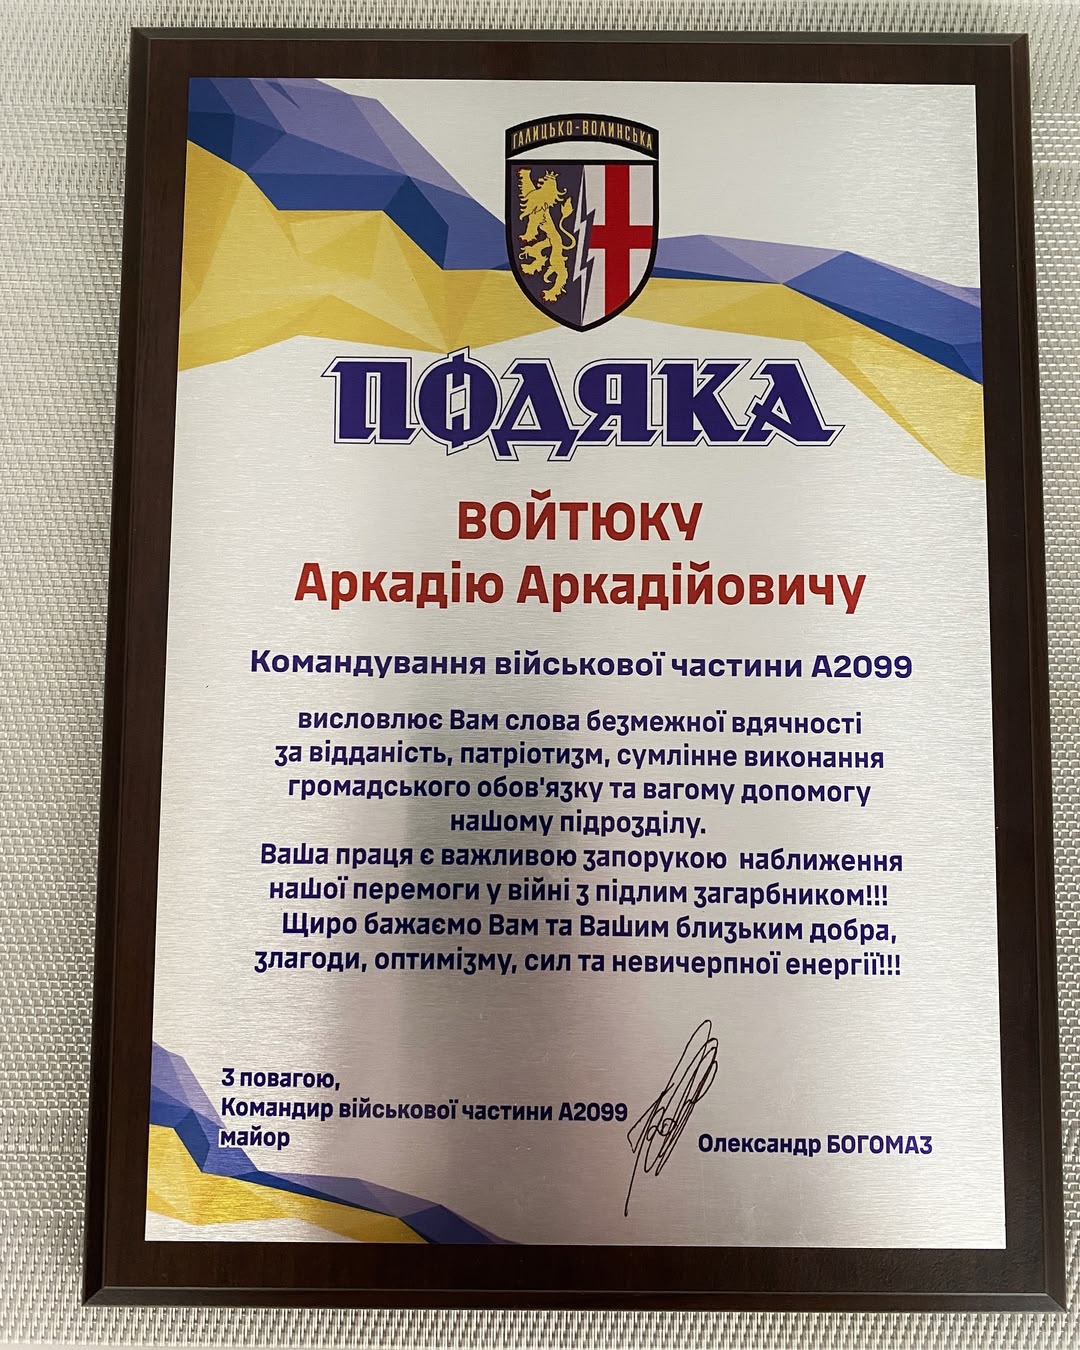 ГАЛИЦЬКО-ВОЛИНСЬКА
ПОДЯКА
ВОЙТЮКУ
Аркадію Аркадійовичу
Командування військової частини А2099
висловлює Вам слова безмежної вдячності
за відданість, патріотизм, сумлінне виконання
громадського обов'язку та вагому допомогу
нашому підрозділу.
Ваша праця є важливою запорукою наближення
нашої перемоги у війні з підлим загарбником!!!
Щиро бажаємо Вам та Вашим близьким добра,
злагоди, оптимізму, сил та невичерпної енергії!!!
З повагою,
Командир військової частини А2099
майор
Олександр БОГОМАЗ